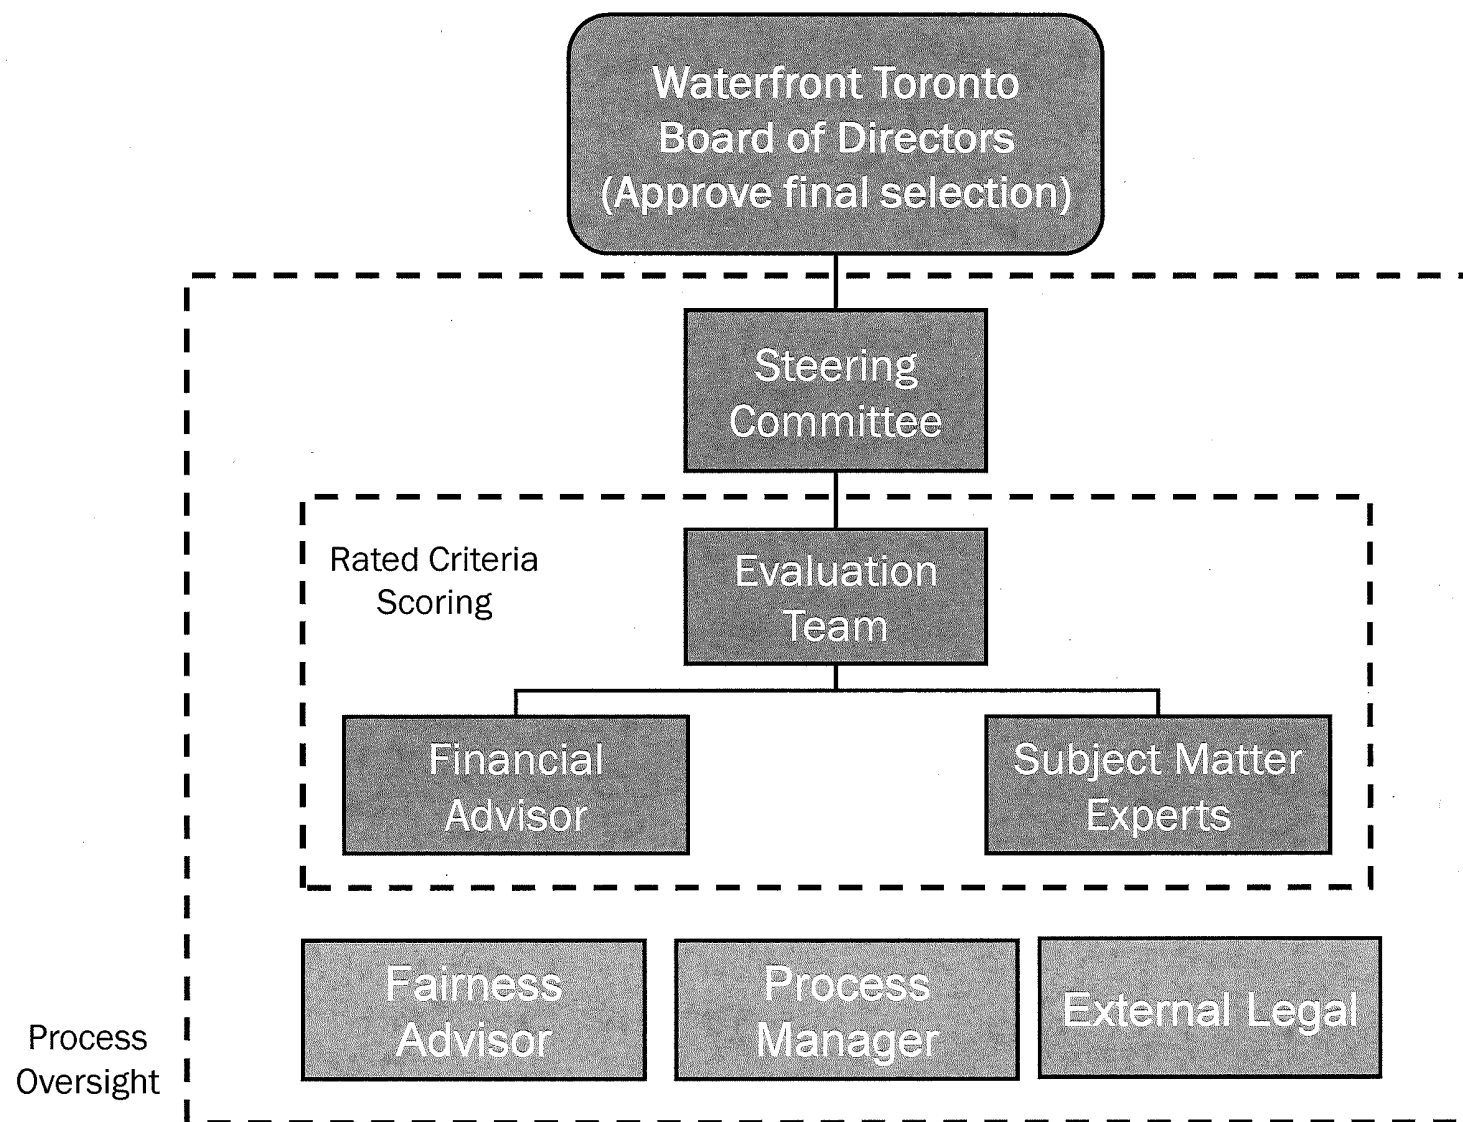 Waterfront Toronto
Board of Directors
(Approve final selection)
Steering
Committee
Rated Criteria
Scoring
Evaluation
Team
Financial
Advisor
Subject Matter
Experts
Fairness
Advisor
Process
Manager
External Legal
Process
Oversight